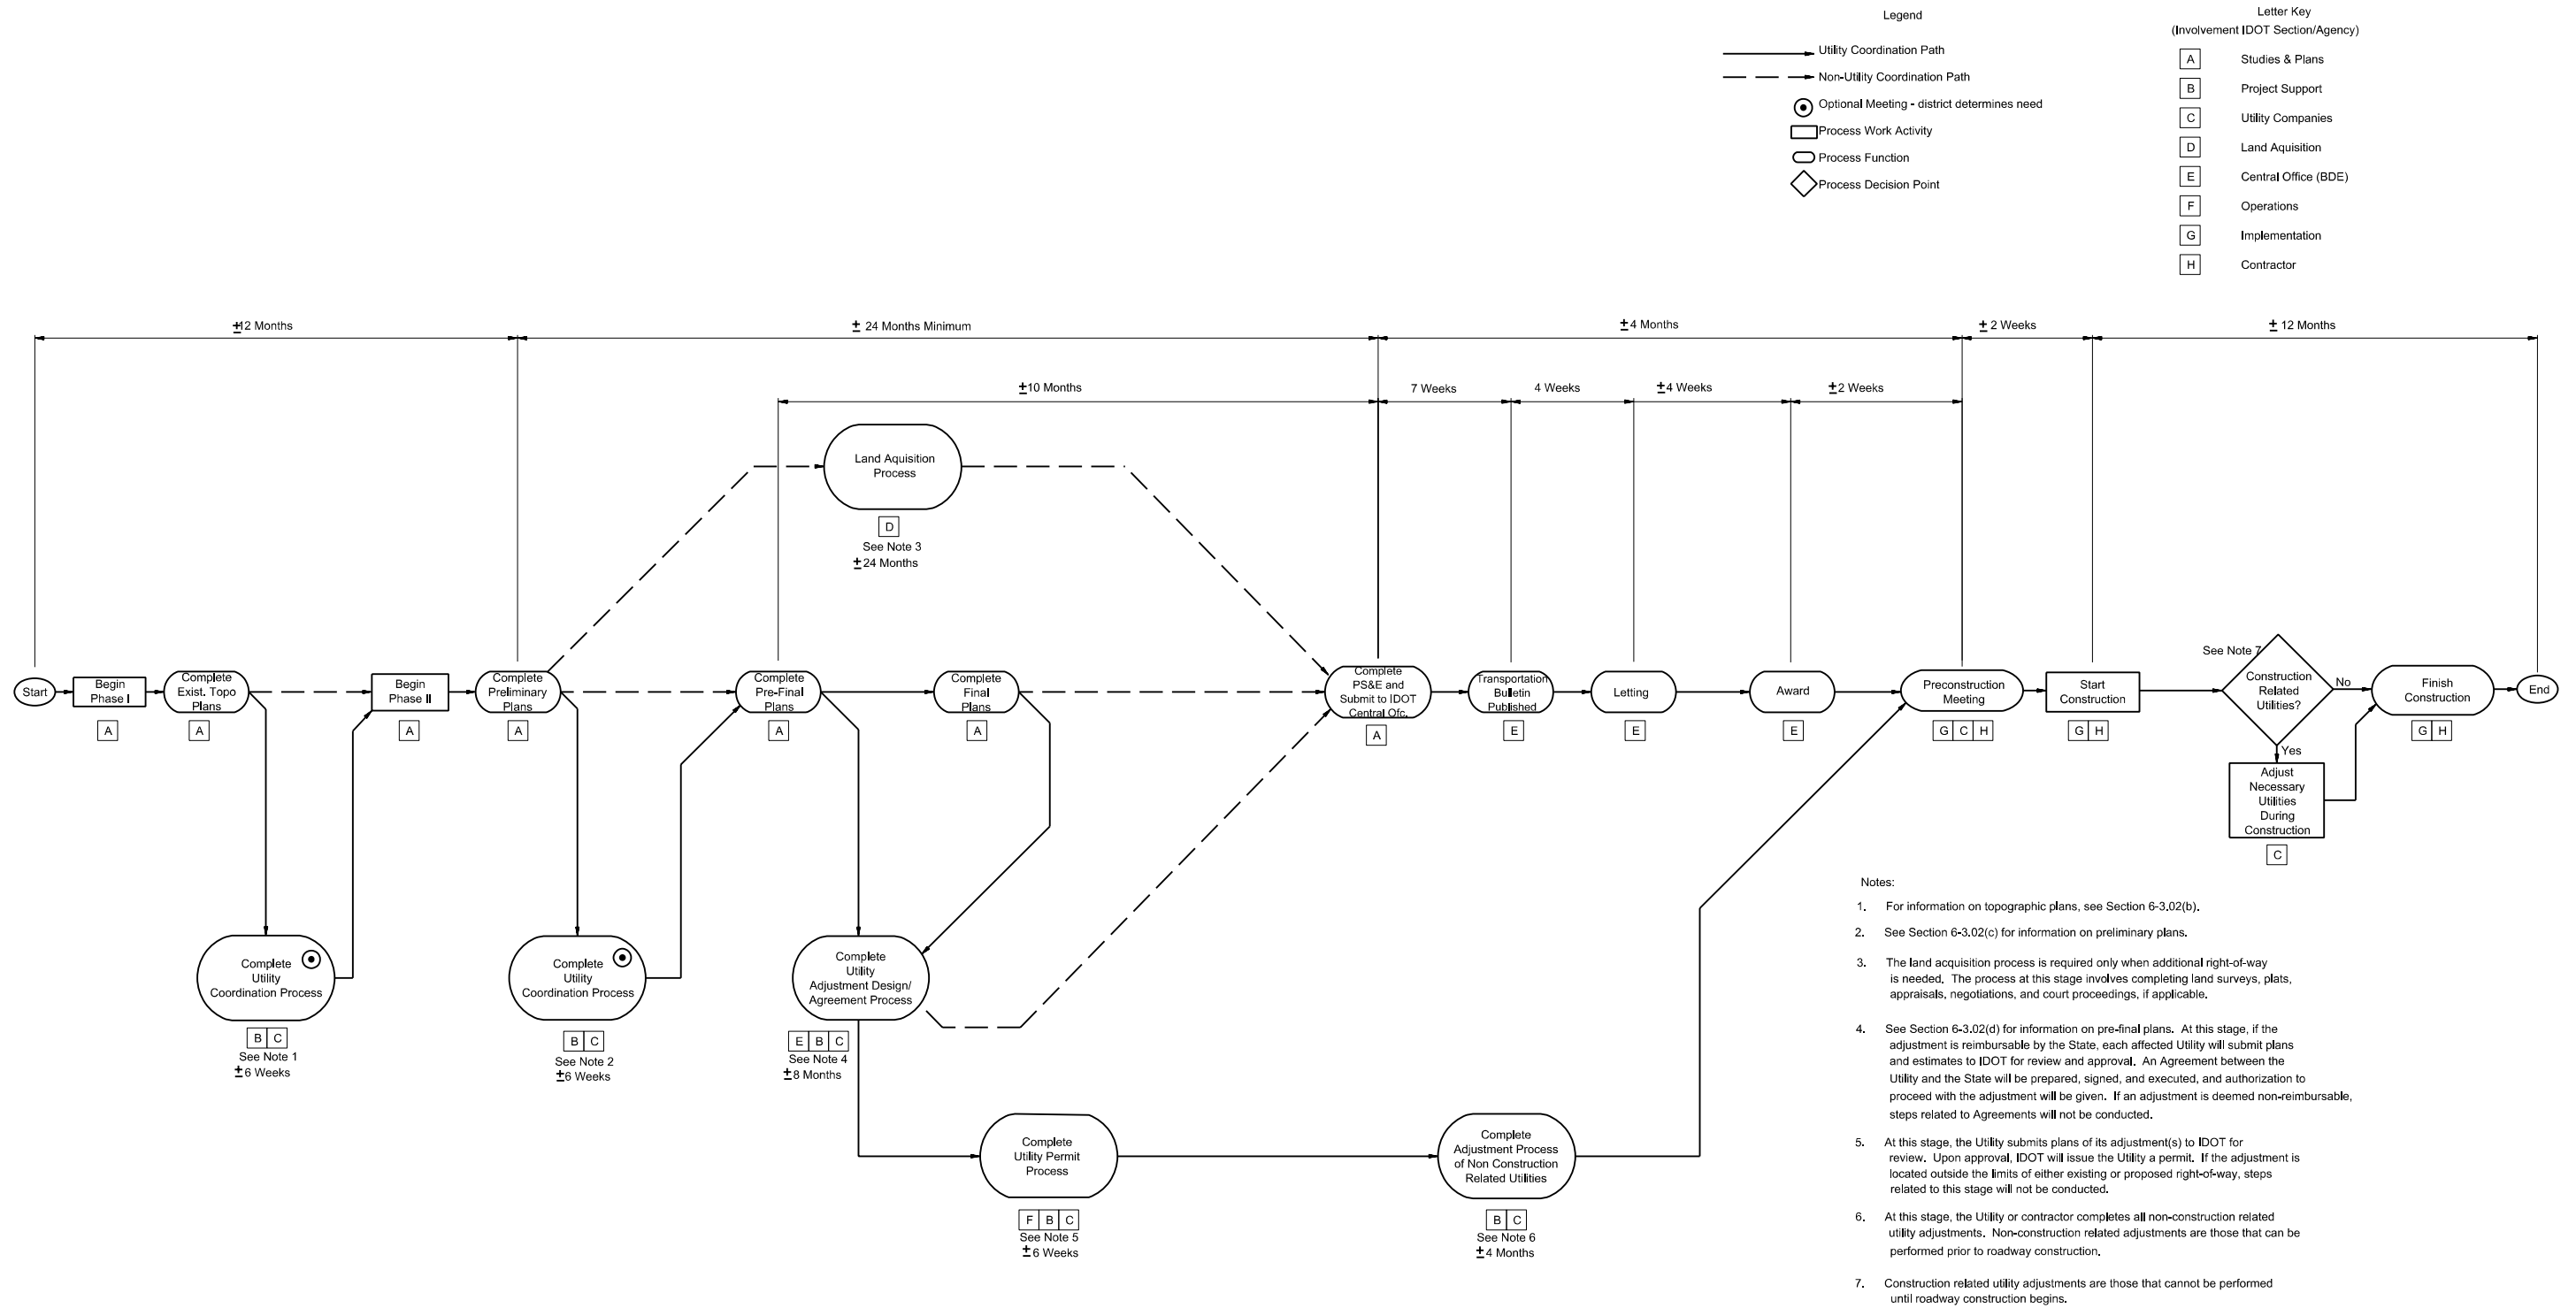 Legend
Utility Coordination Path
Non-Utility Coordination Path
Optional Meeting - district determines need
Process Work Activity
Process Function
Process Decision Point
Letter Key
(Involvement IDOT Section/Agency)
A Studies & Plans
B Project Support
C Utility Companies
D Land Aquisition
E Central Office (BDE)
F Operations
G Implementation
H Contractor
±12 Months
± 24 Months Minimum
±4 Months
± 2 Weeks
± 12 Months
±10 Months
7 Weeks
4 Weeks
±4 Weeks
±2 Weeks
Land Aquisition
Process
D
See Note 3
±24 Months
Start
Begin
Phase I
A
Complete
Exist. Topo
Plans
A
Begin
Phase II
A
Complete
Preliminary
Plans
A
Complete
Pre-Final
Plans
A
Complete
Final
Plans
A
Complete
PS&E and
Submit to IDOT
Central Ofc.
A
Transportation
Bulletin
Published
E
Letting
E
Award
E
Preconstruction
Meeting
G C H
Start
Construction
G H
See Note 7
Construction
Related
Utilities?
No
Yes
Finish
Construction
G H
End
Adjust
Necessary
Utilities
During
Construction
C
Complete
Utility
Coordination Process
B C
See Note 1
±6 Weeks
Complete
Utility
Coordination Process
B C
See Note 2
±6 Weeks
Complete
Utility
Adjustment Design/
Agreement Process
E B C
See Note 4
±8 Months
Complete
Utility Permit
Process
F B C
See Note 5
±6 Weeks
Complete
Adjustment Process
of Non Construction
Related Utilities
B C
See Note 6
±4 Months
Notes:
1. For information on topographic plans, see Section 6-3.02(b).
2. See Section 6-3.02(c) for information on preliminary plans.
3. The land acquisition process is required only when additional right-of-way
is needed. The process at this stage involves completing land surveys, plats,
appraisals, negotiations, and court proceedings, if applicable.
4. See Section 6-3.02(d) for information on pre-final plans. At this stage, if the
adjustment is reimbursable by the State, each affected Utility will submit plans
and estimates to IDOT for review and approval. An Agreement between the
Utility and the State will be prepared, signed, and executed, and authorization to
proceed with the adjustment will be given. If an adjustment is deemed non-reimbursable,
steps related to Agreements will not be conducted.
5. At this stage, the Utility submits plans of its adjustment(s) to IDOT for
review. Upon approval, IDOT will issue the Utility a permit. If the adjustment is
located outside the limits of either existing or proposed right-of-way, steps
related to this stage will not be conducted.
6. At this stage, the Utility or contractor completes all non-construction related
utility adjustments. Non-construction related adjustments are those that can be
performed prior to roadway construction.
7. Construction related utility adjustments are those that cannot be performed
until roadway construction begins.